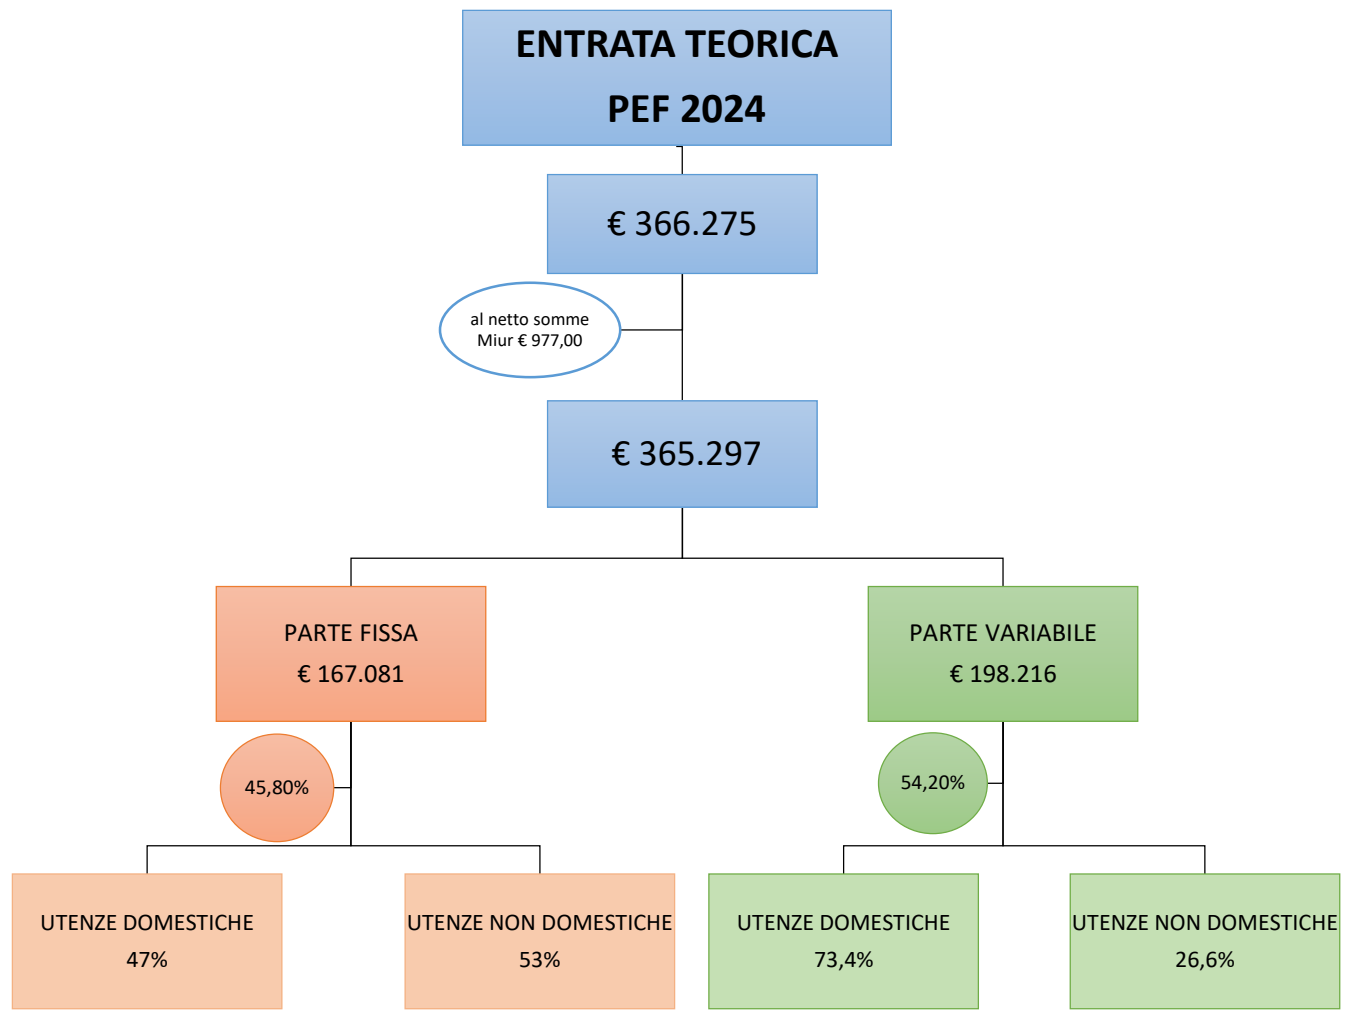 ENTRATA TEORICA
PEF 2024
€ 366.275
al netto somme
Miur € 977,00
€ 365.297
PARTE FISSA
€ 167.081
PARTE VARIABILE
€ 198.216
45,80%
54,20%
UTENZE DOMESTICHE
47%
UTENZE NON DOMESTICHE
53%
UTENZE DOMESTICHE
73,4%
UTENZE NON DOMESTICHE
26,6%